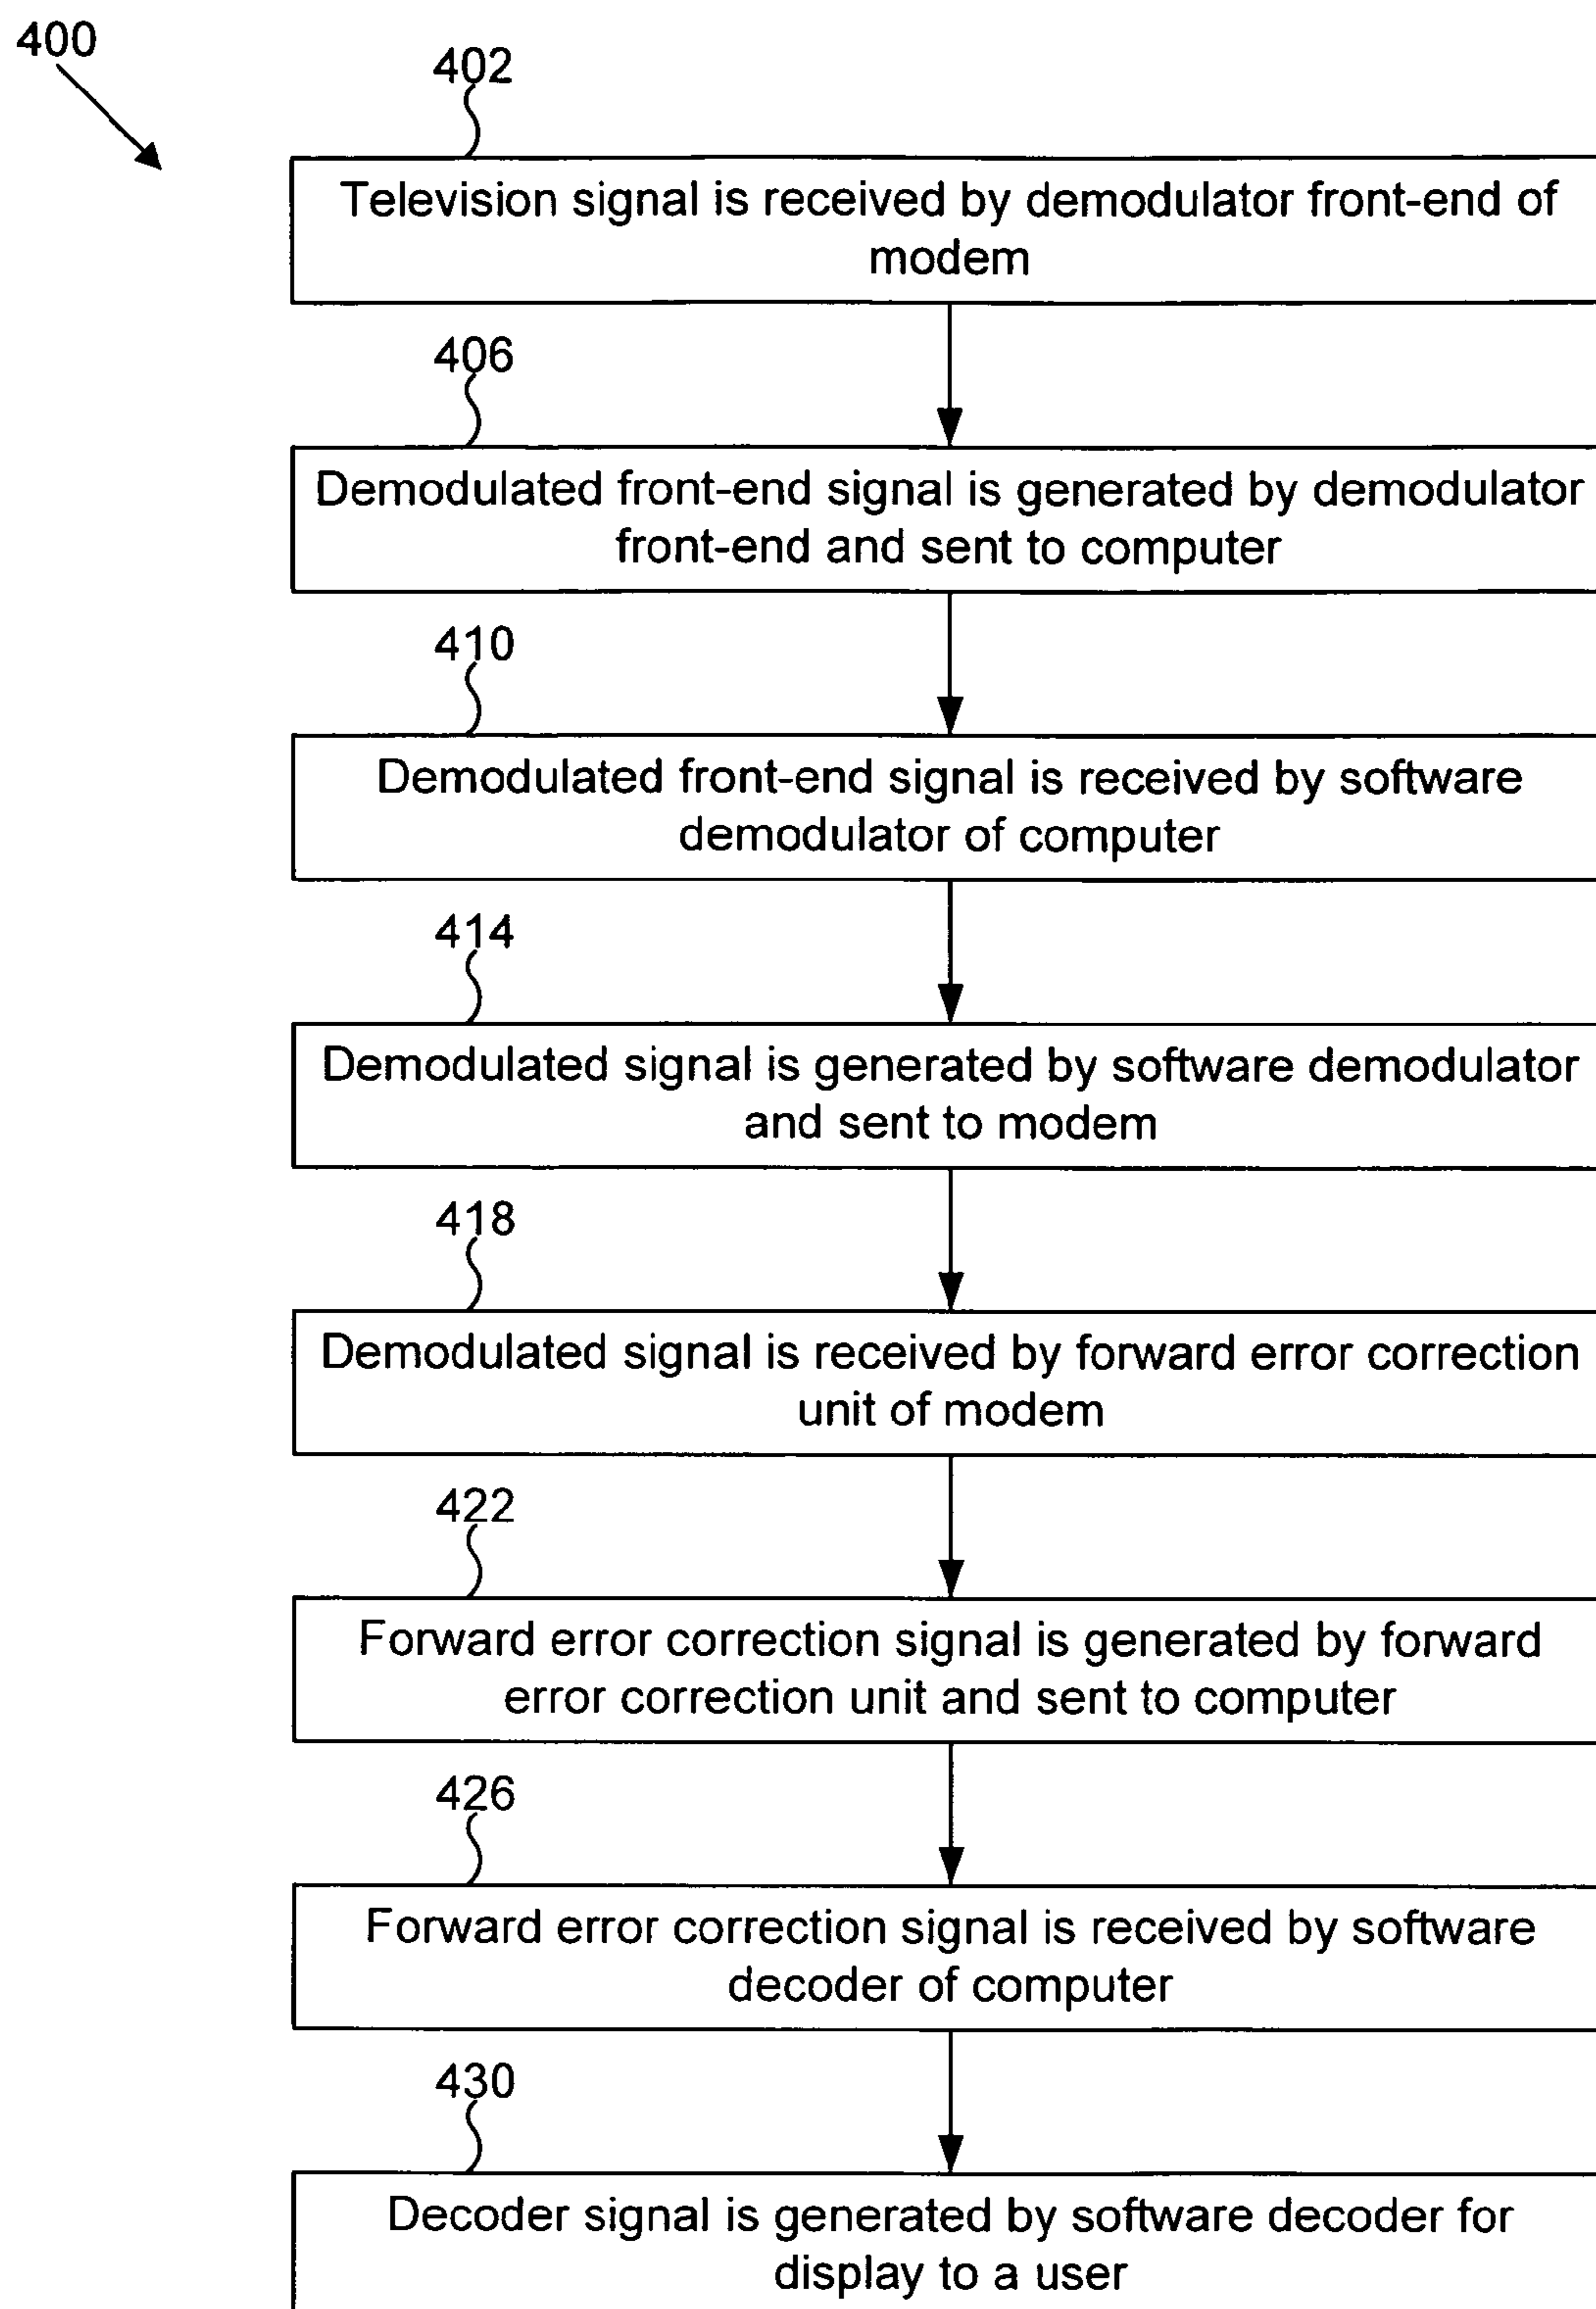 400
402
Television signal is received by demodulator front-end of
modem
406
Demodulated front-end signal is generated by demodulator
front-end and sent to computer
410
Demodulated front-end signal is received by software
demodulator of computer
414
Demodulated signal is generated by software demodulator
and sent to modem
418
Demodulated signal is received by forward error correction
unit of modem
422
Forward error correction signal is generated by forward
error correction unit and sent to computer
426
Forward error correction signal is received by software
decoder of computer
430
Decoder signal is generated by software decoder for
display to a user